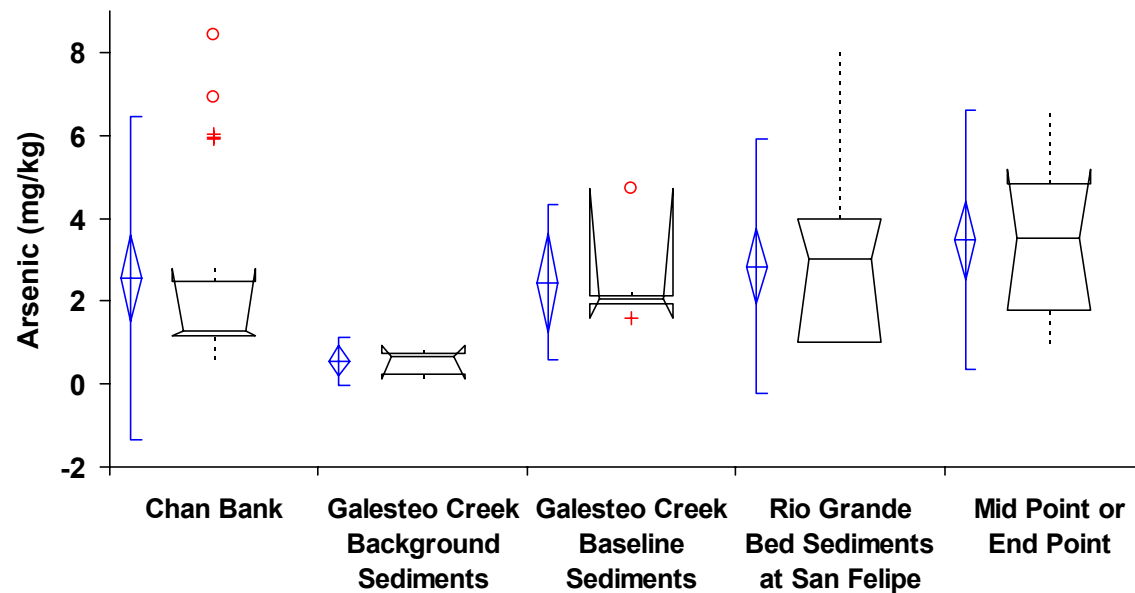 8
6
4
2
0
-2
Arsenic (mg/kg)
Chan Bank
Galesteo Creek
Background
Sediments
Galesteo Creek
Baseline
Sediments
Rio Grande
Bed Sediments
at San Felipe
Mid Point or
End Point